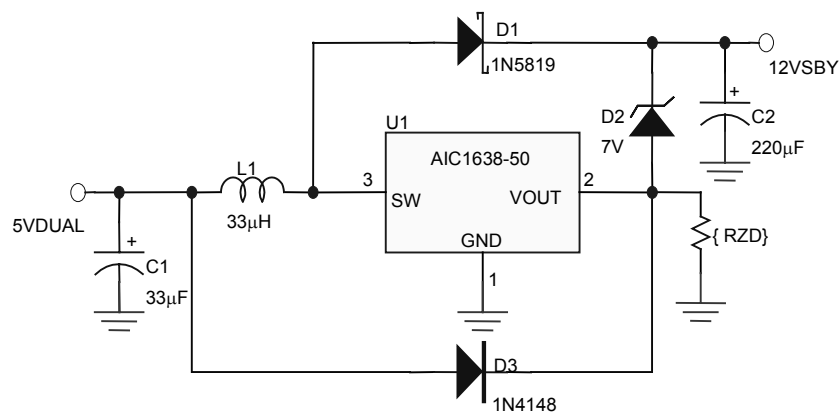 D1
1N5819
12VSBY
+
C2
220μF
D2
7V
U1
AIC1638-50
3
SW
VOUT
2
GND
1
L1
33μH
5VDUAL
+
C1
33μF
{ RZD}
D3
1N4148